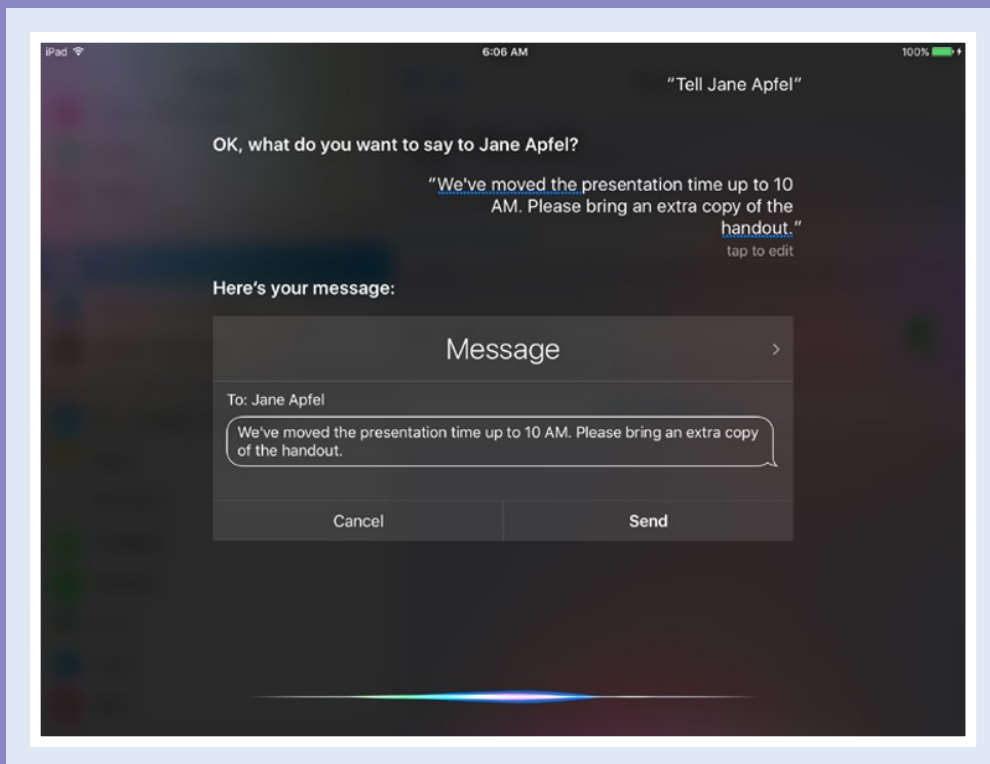 iPad 6:06 AM 100%
“Tell Jane Apfel”
OK, what do you want to say to Jane Apfel?
“We've moved the presentation time up to 10
AM. Please bring an extra copy of the
handout.”
tap to edit
Here’s your message:
Message
To: Jane Apfel
We've moved the presentation time up to 10 AM. Please bring an extra copy
of the handout.
Cancel Send